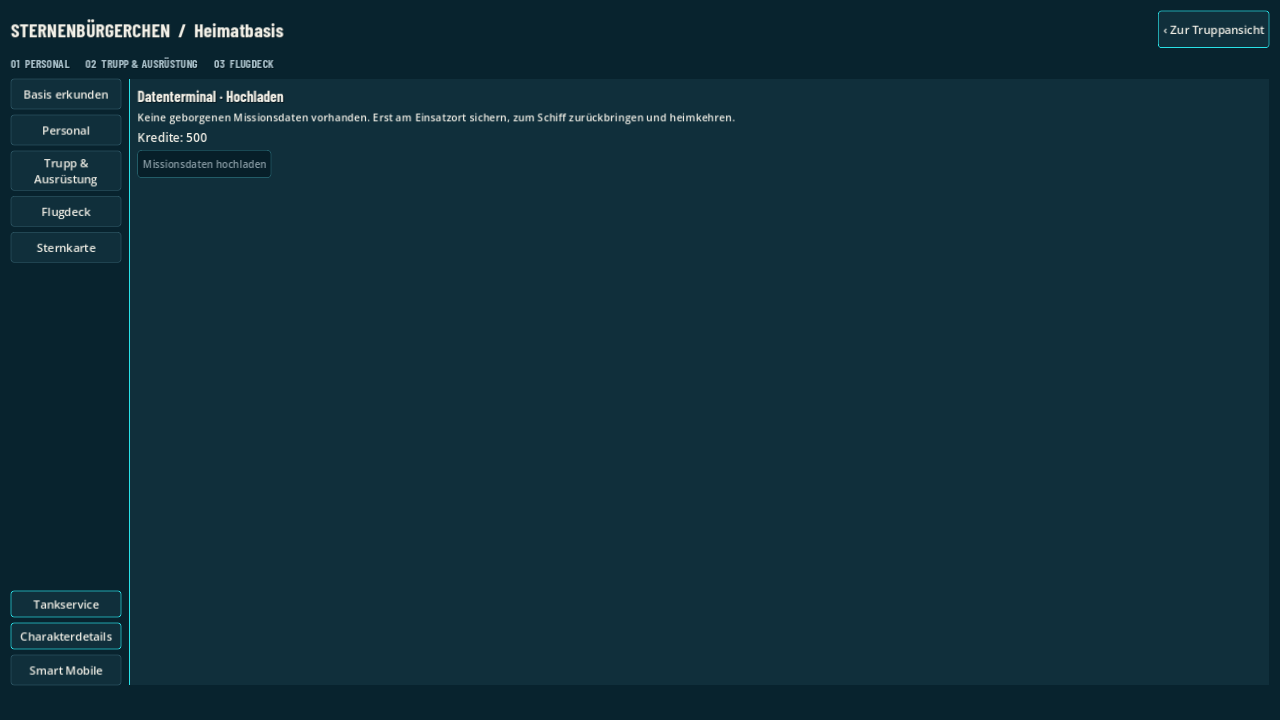 STERNENBÜRGERCHEN / Heimatbasis
‹ Zur Truppansicht
01 PERSONAL 02 TRUPP & AUSRÜSTUNG 03 FLUGDECK
Basis erkunden
Personal
Trupp &
Ausrüstung
Flugdeck
Sternkarte
Datenterminal · Hochladen
Keine geborgenen Missionsdaten vorhanden. Erst am Einsatzort sichern, zum Schiff zurückbringen und heimkehren.
Kredite: 500
Missionsdaten hochladen
Tankservice
Charakterdetails
Smart Mobile